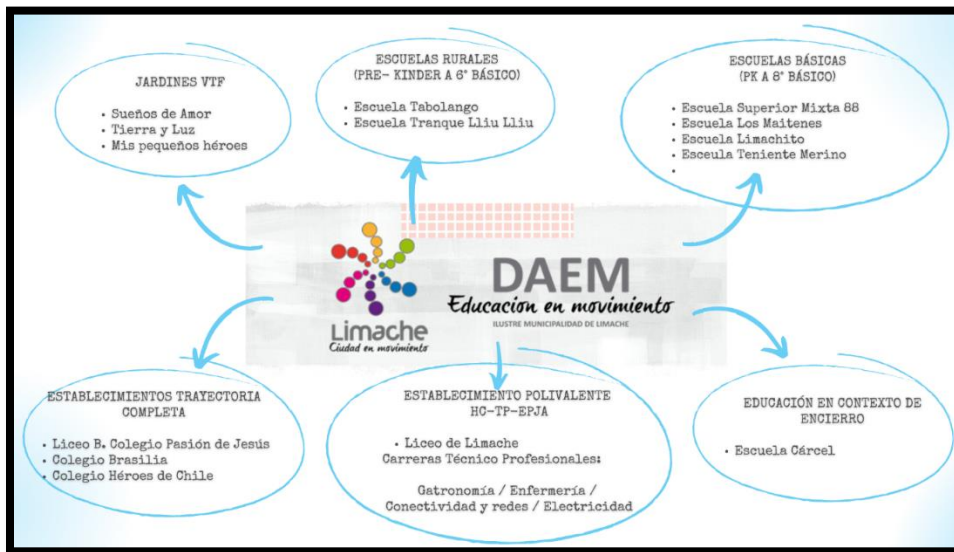 JARDINES VTF
• Sueños de Amor
• Tierra y Luz
• Mis pequeños héroes
ESCUELAS RURALES
(PRE- KINDER A 6° BÁSICO)
• Escuela Tabolango
• Escuela Tranque Lliu Lliu
ESCUELAS BÁSICAS
(PK A 8° BÁSICO)
• Escuela Superior Mixta 88
• Escuela Los Maitenes
• Escuela Limachito
• Esceula Teniente Merino
•
Limache
Ciudad en movimiento
DAEM
Educacion en movimiento
ILUSTRE MUNICIPALIDAD DE LIMACHE
ESTABLECIMIENTOS TRAYECTORIA
COMPLETA
• Liceo B. Colegio Pasión de Jesús
• Colegio Brasilia
• Colegio Héroes de Chile
ESTABLECIMIENTO POLIVALENTE
HC-TP-EPJA
• Liceo de Limache
Carreras Técnico Profesionales:
Gatronomía / Enfermería /
Conectividad y redes / Electricidad
EDUCACIÓN EN CONTEXTO DE
ENCIERRO
• Escuela Cárcel